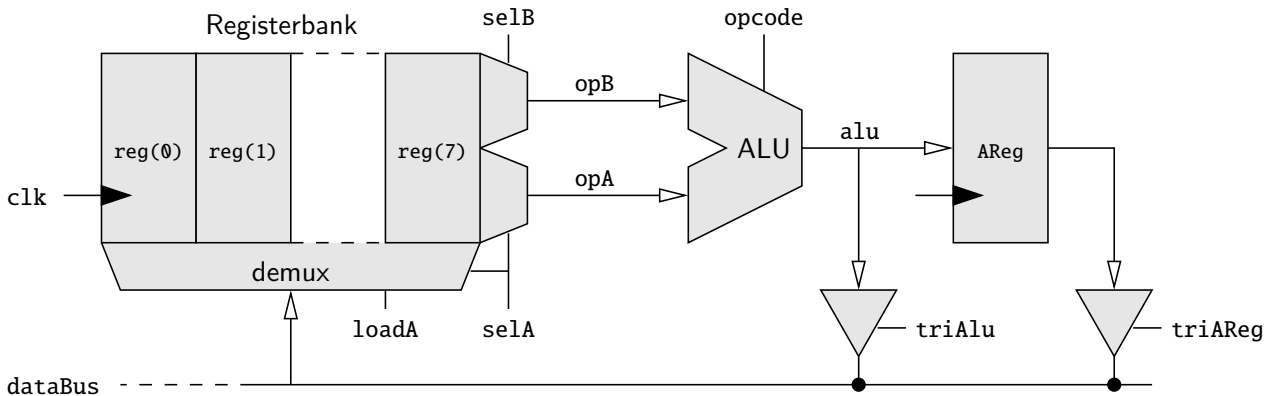 selB
opcode
Registerbank
opB
alu
reg(0)
reg(1)
reg(7)
ALU
AReg
opA
clk
demux
loadA
selA
triAlu
triAReg
dataBus